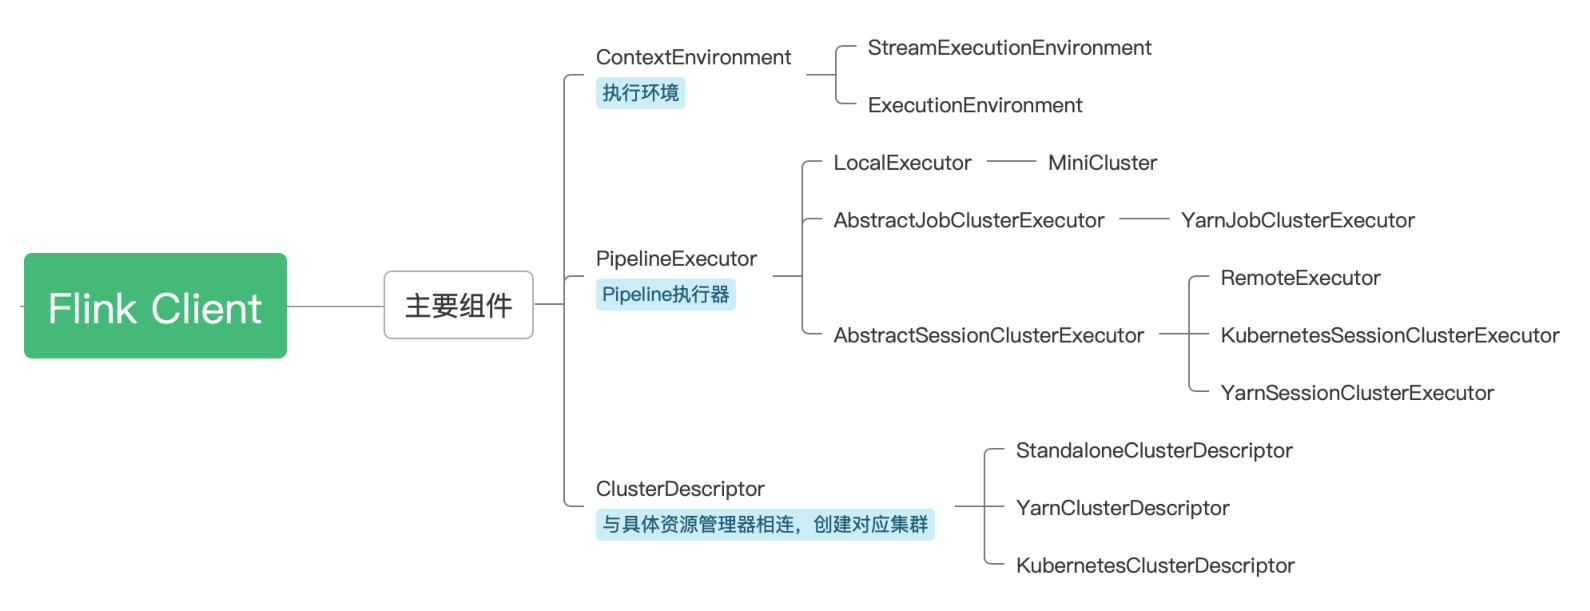 Flink Client
主要组件
ContextEnvironment
执行环境
StreamExecutionEnvironment
ExecutionEnvironment
PipelineExecutor
Pipeline执行器
LocalExecutor
MiniCluster
AbstractJobClusterExecutor
YarnJobClusterExecutor
AbstractSessionClusterExecutor
RemoteExecutor
KubernetesSessionClusterExecutor
YarnSessionClusterExecutor
ClusterDescriptor
与具体资源管理器相连，创建对应集群
StandaloneClusterDescriptor
YarnClusterDescriptor
KubernetesClusterDescriptor